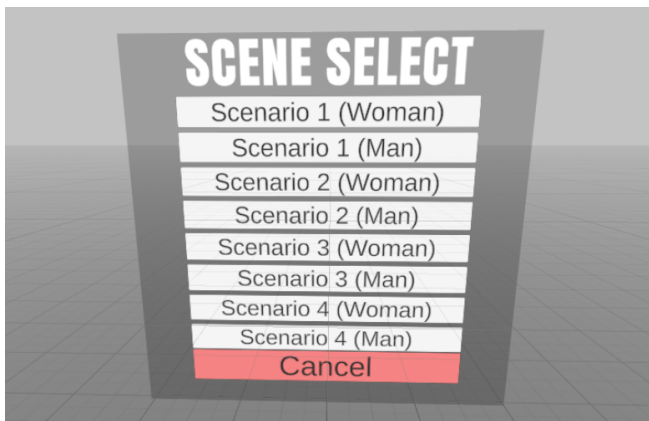 SCENE SELECT
Scenario 1 (Woman)
Scenario 1 (Man)
Scenario 2 (Woman)
Scenario 2 (Man)
Scenario 3 (Woman)
Scenario 3 (Man)
Scenario 4 (Woman)
Scenario 4 (Man)
Cancel